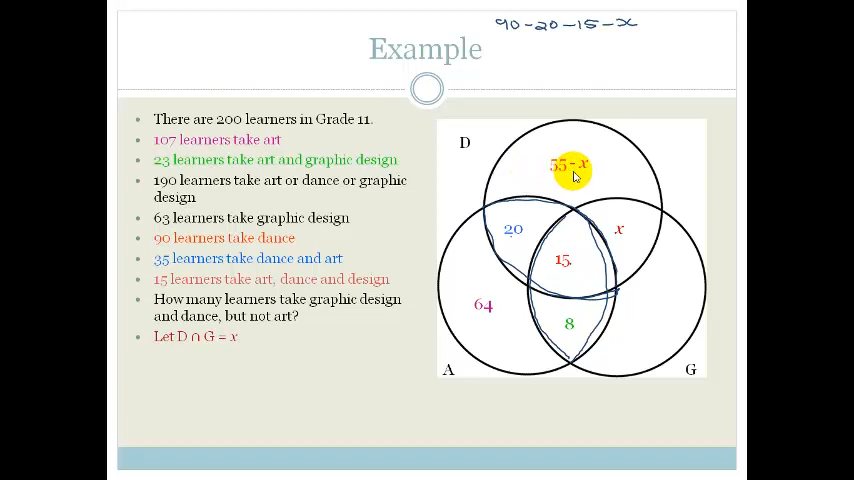 90-20-15-x
Example
There are 200 learners in Grade 11.
107 learners take art
23 learners take art and graphic design
190 learners take art or dance or graphic
design
63 learners take graphic design
90 learners take dance
35 learners take dance and art
15 learners take art, dance and design
How many learners take graphic design
and dance, but not art?
Let D ∩ G = x
D
55 - x
20
x
15
64
8
A
G